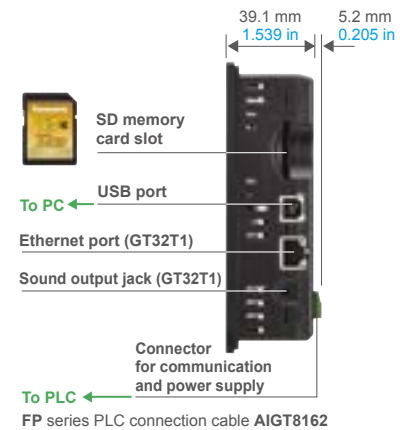 39.1 mm
1.539 in
5.2 mm
0.205 in
SD memory
card slot
USB port
To PC
Ethernet port (GT32T1)
Sound output jack (GT32T1)
Connector
for communication
and power supply
To PLC
FP series PLC connection cable AIGT8162